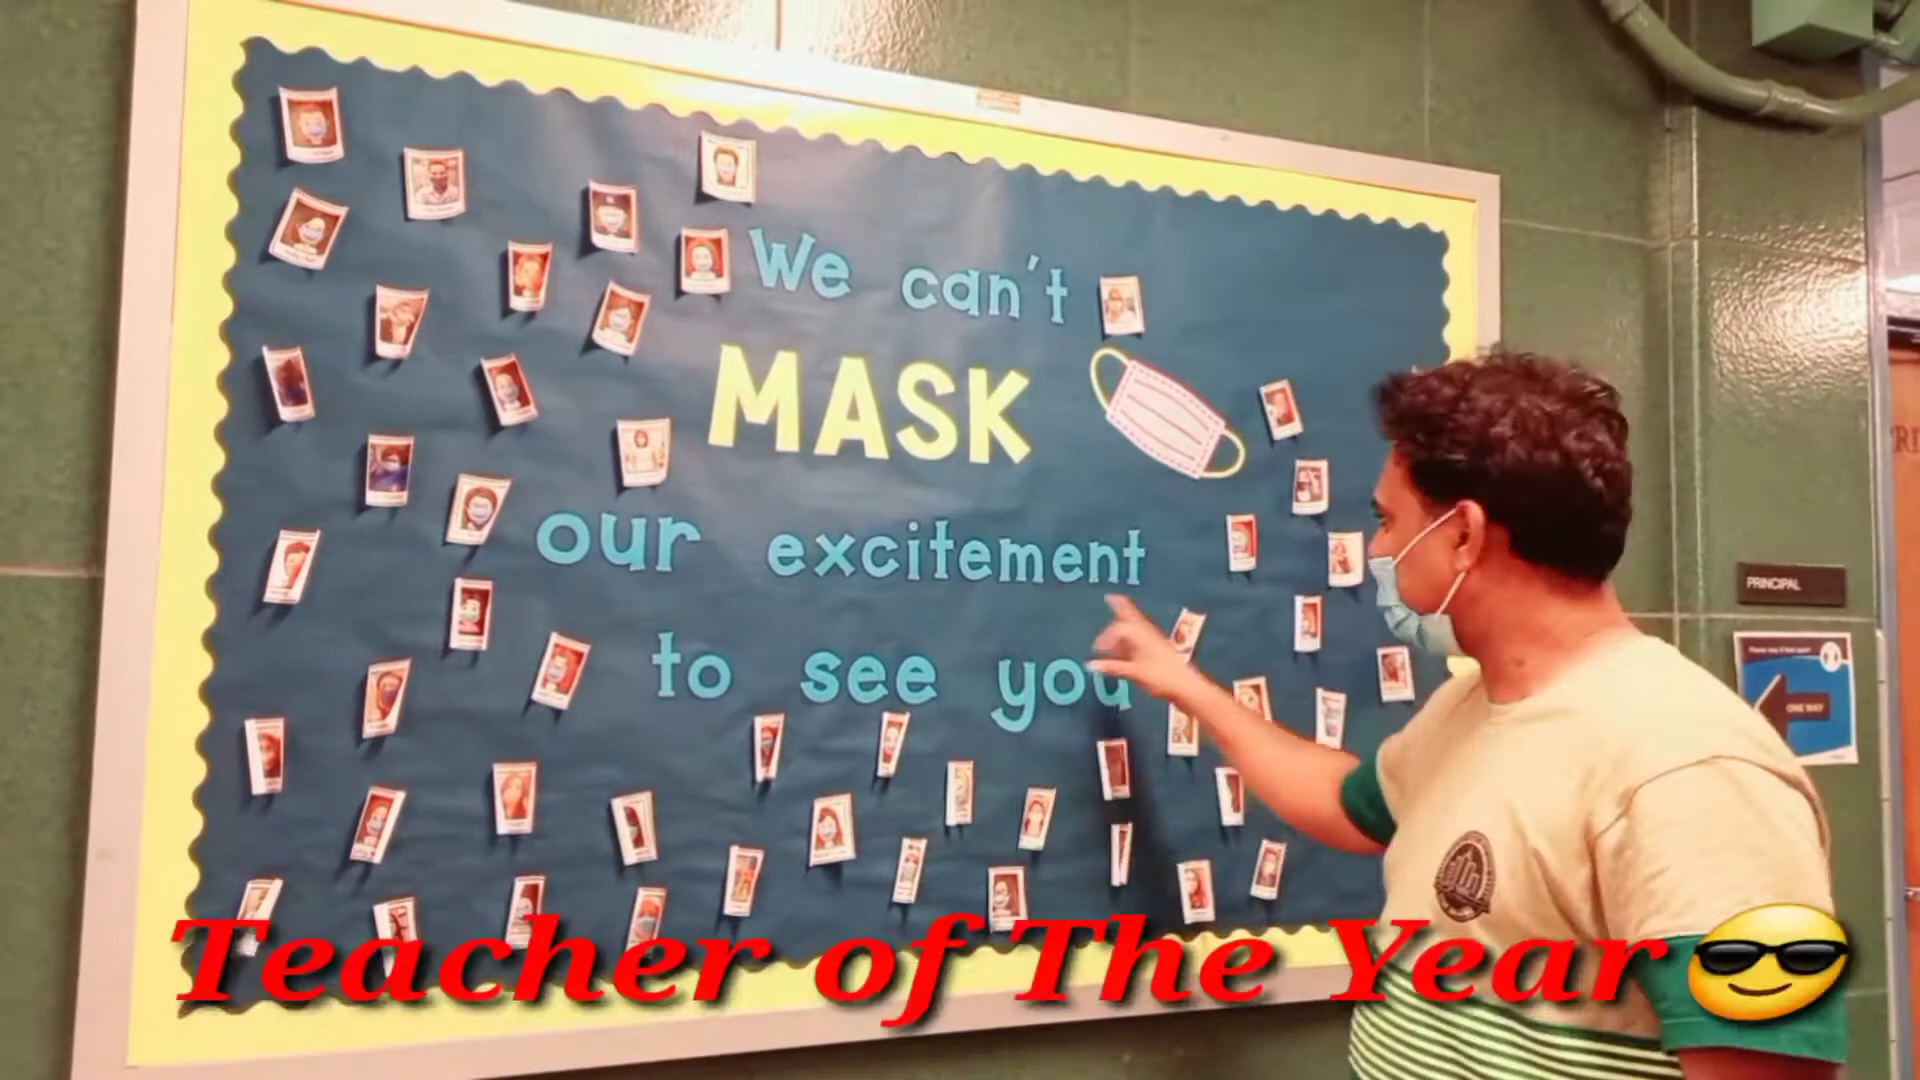 We can't
MASK
our excitement
to see you
PRINCIPAL
ONE WAY
Teacher of The Year